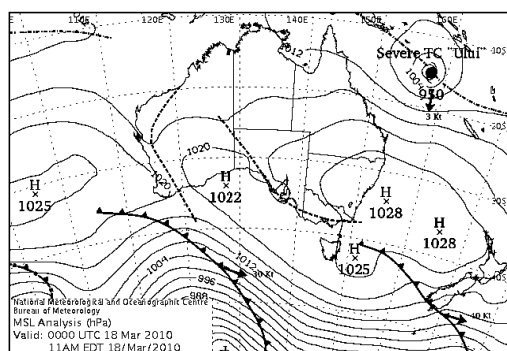 110E
120E
130E
140E
150E
160E
1012
Severe TC "Ului"
1004
950
3 Kt
1020
H
1022
H
1025
1020
H
1028
H
1028
H
1025
1012
1004
30 Kt
996
988
40 Kt
National Meteorological and Oceanographic Centre
Bureau of Meteorology
MSL Analysis (hPa)
Valid: 0000 UTC 18 Mar 2010
11AM EDT 18/Mar/2010